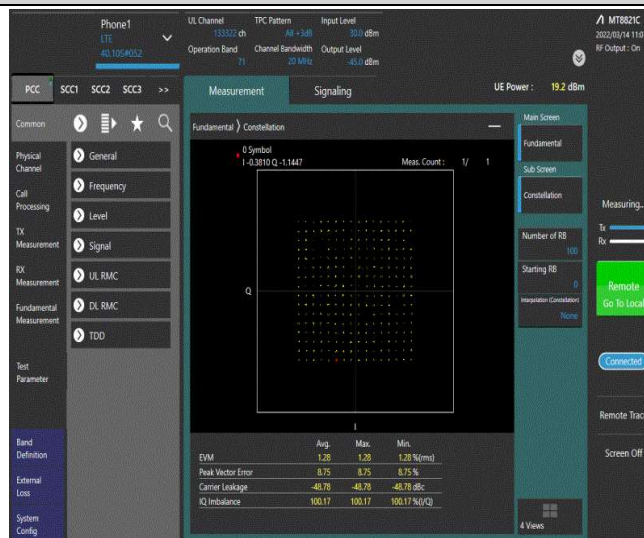 Phone1
LTE
40.10S#052
UL Channel TPC Pattern Input Level
133322 ch All +3dB 30.0 dBm
Operation Band Channel Bandwidth Output Level
71 20 MHz -45.0 dBm
MT8821C
2022/03/14 11:0
RF Output : On
PCC SCC1 SCC2 SCC3 >>
Measurement Signaling
UE Power : 19.2 dBm
Common
Physical
Channel
Call
Processing
TX
Measurement
RX
Measurement
Fundamental
Measurement
Test
Parameter
Band
Definition
External
Loss
System
Config
General
Frequency
Level
Signal
UL RMC
DL RMC
TDD
Fundamental Constellation
0 Symbol
I -0.3810 Q -1.1447 Meas. Count : 1/ 1
Q
I
Avg. Max. Min.
EVM 1.28 1.28 1.28 %(rms)
Peak Vector Error 8.75 8.75 8.75 %
Carrier Leakage -48.78 -48.78 -48.78 dBc
IQ Imbalance 100.17 100.17 100.17 %(I/Q)
Main Screen
Fundamental
Sub Screen
Constellation
Number of RB
100
Starting RB
0
Interpolation (Constellation)
None
4 Views
Measuring...
Tx
Rx
Remote
Go To Local
Connected
Remote Trac
Screen Off